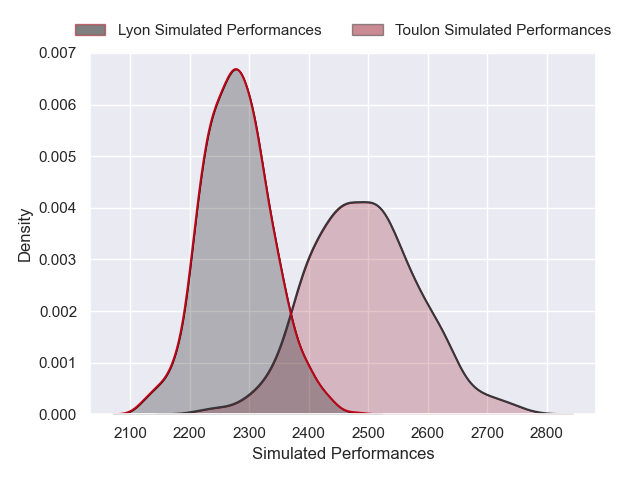 Lyon Simulated Performances Toulon Simulated Performances
0.007
0.006
0.005
0.004
0.003
0.002
0.001
0.000
Density
2100 2200 2300 2400 2500 2600 2700 2800
Simulated Performances